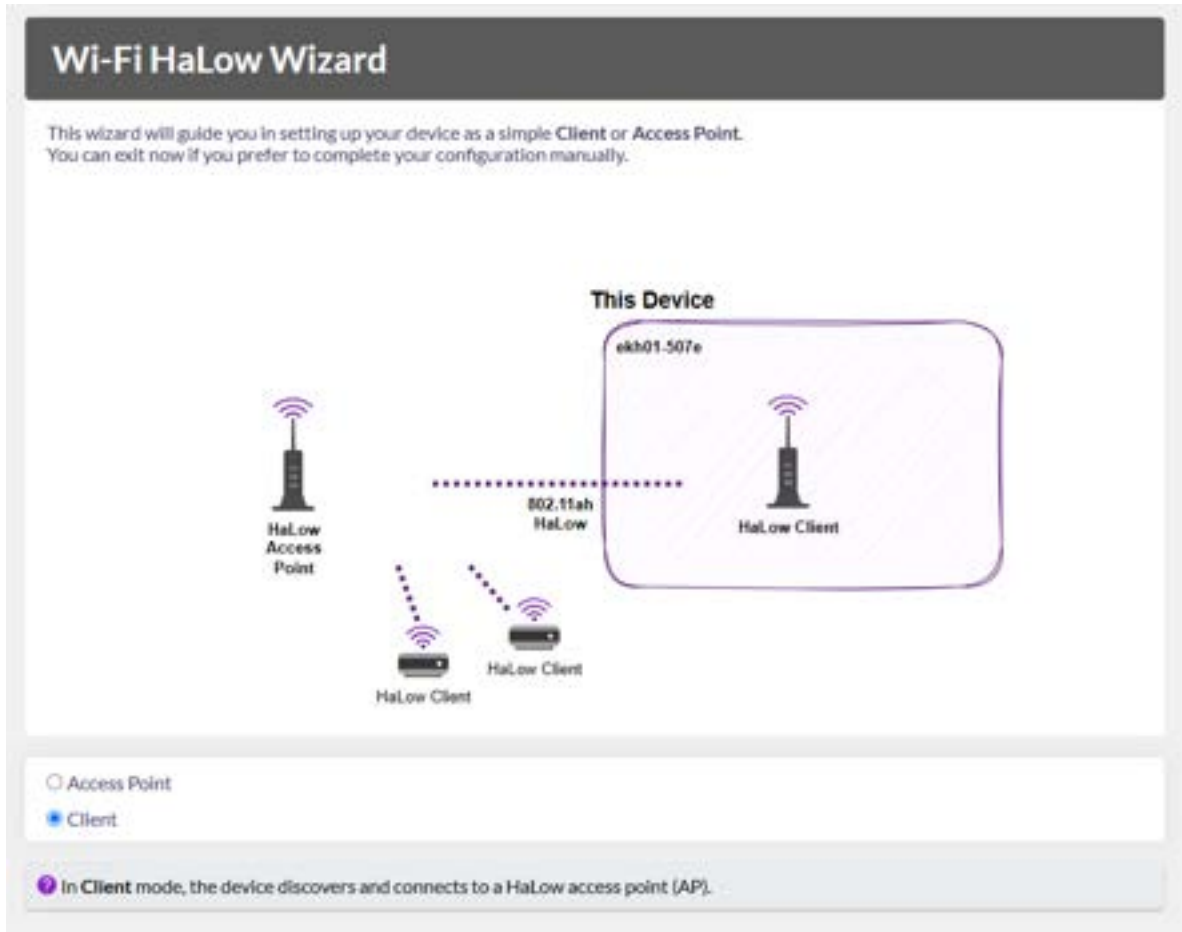 Wi-Fi HaLow Wizard
This wizard will guide you in setting up your device as a simple Client or Access Point.
You can exit now if you prefer to complete your configuration manually.
This Device
ekh01-507e
802.11ah
HaLow
HaLow Client
HaLow
Access
Point
HaLow Client
HaLow Client
Access Point
Client
In Client mode, the device discovers and connects to a HaLow access point (AP).